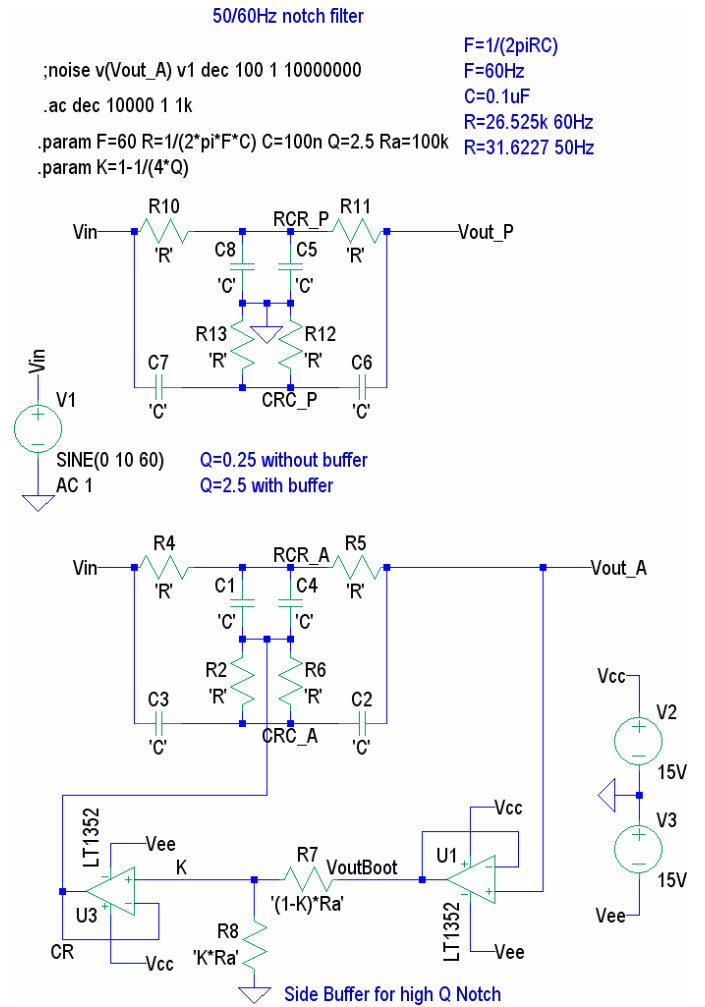 50/60Hz notch filter
;noise v(Vout_A) v1 dec 100 1 10000000
.ac dec 10000 1 1k
.param F=60 R=1/(2*pi*F*C) C=100n Q=2.5 Ra=100k
.param K=1-1/(4*Q)
F=1/(2piRC)
F=60Hz
C=0.1uF
R=26.525k 60Hz
R=31.6227 50Hz
R10
RCR_P
R11
Vin
Vout_P
'R'
'R'
C8
C5
'C'
'C'
R13
R12
'R'
'R'
C7
C6
CRC_P
'C'
'C'
Vin
V1
SINE(0 10 60)
AC 1
Q=0.25 without buffer
Q=2.5 with buffer
R4
RCR_A
R5
Vin
Vout_A
'R'
'R'
C1
C4
'C'
'C'
R2
R6
'R'
'R'
C3
C2
CRC_A
'C'
'C'
Vcc
V2
15V
V3
15V
Vee
LT1352
Vee
K
R7
VoutBoot
U1
Vcc
'(1-K)*Ra'
U3
R8
'K*Ra'
LT1352
CR
Vcc
Vee
Side Buffer for high Q Notch